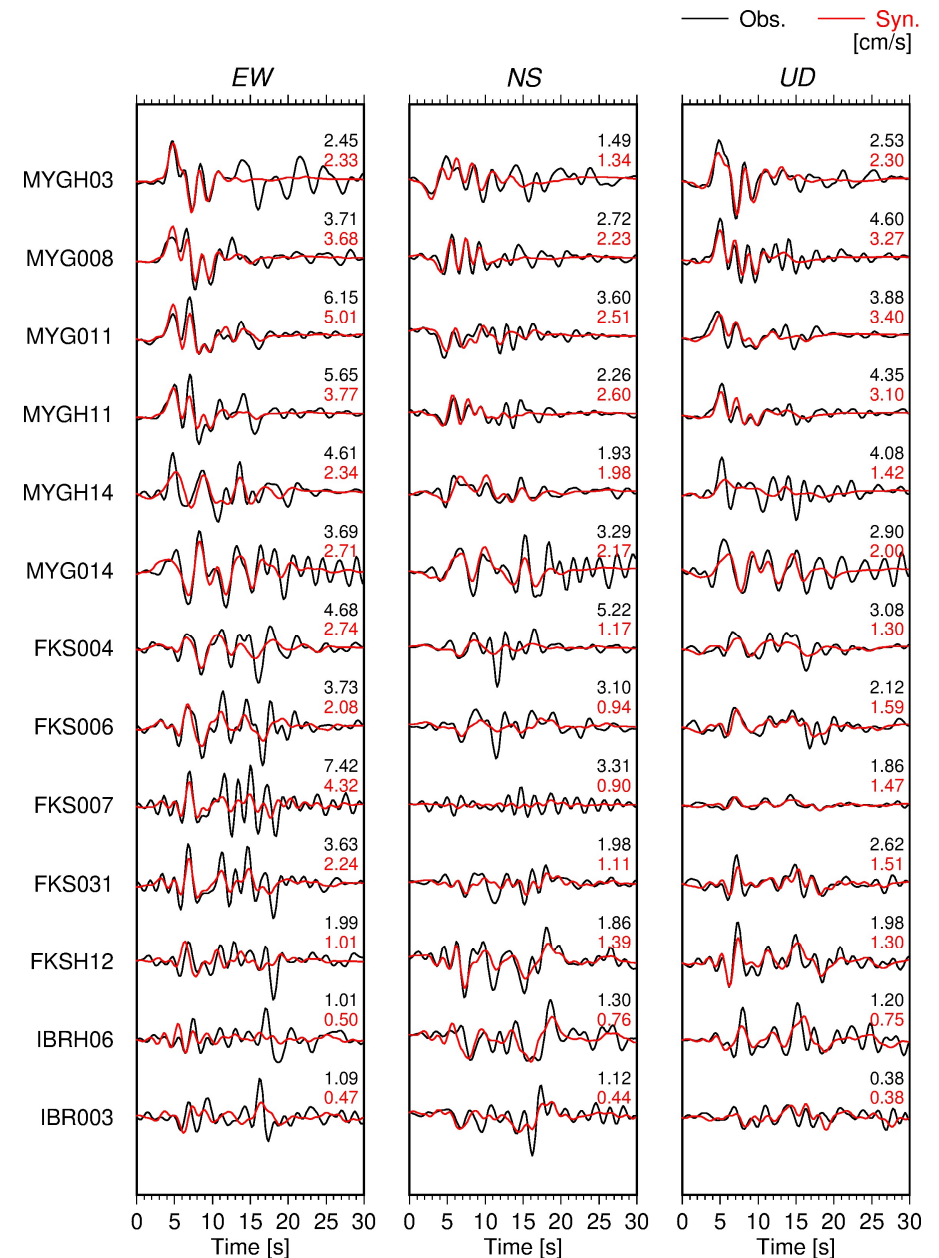 Obs. Syn.
[cm/s]
EW NS UD
MYGH03 2.45 1.49 2.53
2.33 1.34 2.30
MYG008 3.71 2.72 4.60
3.68 2.23 3.27
MYG011 6.15 3.60 3.88
5.01 2.51 3.40
MYGH11 5.65 2.26 4.35
3.77 2.60 3.10
MYGH14 4.61 1.93 4.08
2.34 1.98 1.42
MYG014 3.69 3.29 2.90
2.71 2.17 2.00
FKS004 4.68 5.22 3.08
2.74 1.17 1.30
FKS006 3.73 3.10 2.12
2.08 0.94 1.59
FKS007 7.42 3.31 1.86
4.32 0.90 1.47
FKS031 3.63 1.98 2.62
2.24 1.11 1.51
FKSH12 1.99 1.86 1.98
1.01 1.39 1.30
IBRH06 1.01 1.30 1.20
0.50 0.76 0.75
IBR003 1.09 1.12 0.38
0.47 0.44 0.38
0 5 10 15 20 25 30 0 5 10 15 20 25 30 0 5 10 15 20 25 30
Time [s] Time [s] Time [s]